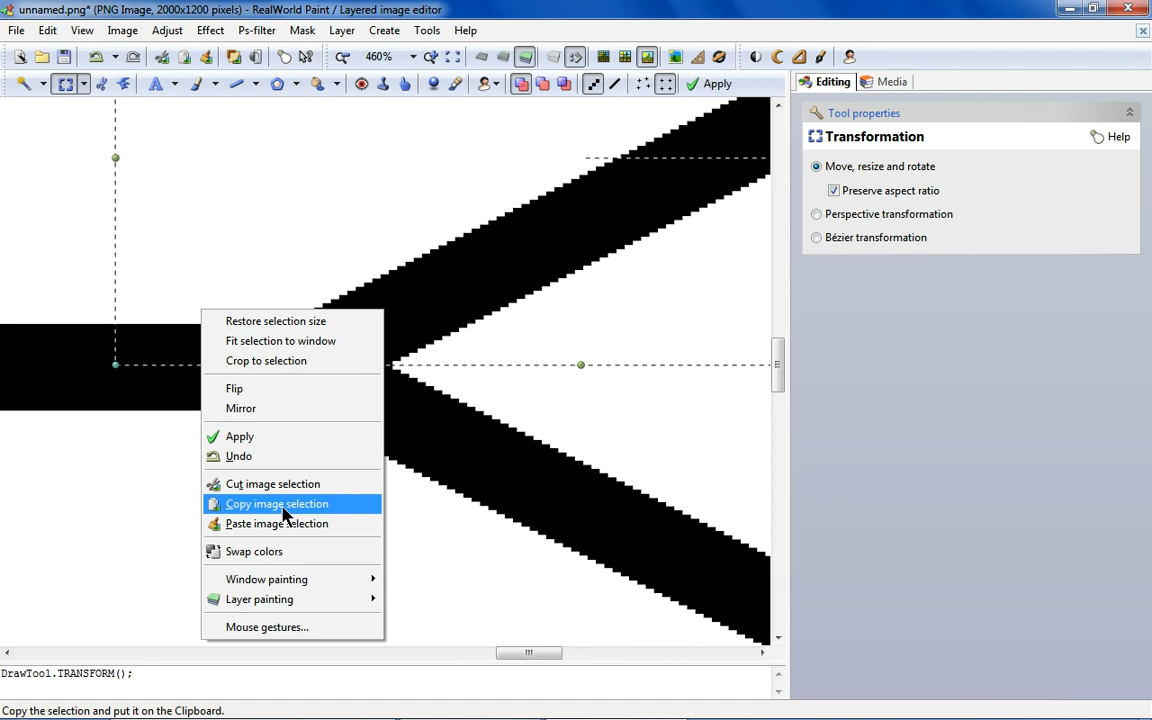 unnamed.png* (PNG Image, 2000x1200 pixels) - RealWorld Paint / Layered image editor
File Edit View Image Adjust Effect Ps-filter Mask Layer Create Tools Help
460%
Apply
Editing Media
Tool properties
Transformation Help
Move, resize and rotate
Preserve aspect ratio
Perspective transformation
Bézier transformation
Restore selection size
Fit selection to window
Crop to selection
Flip
Mirror
Apply
Undo
Cut image selection
Copy image selection
Paste image selection
Swap colors
Window painting
Layer painting
Mouse gestures...
DrawTool.TRANSFORM();
Copy the selection and put it on the Clipboard.